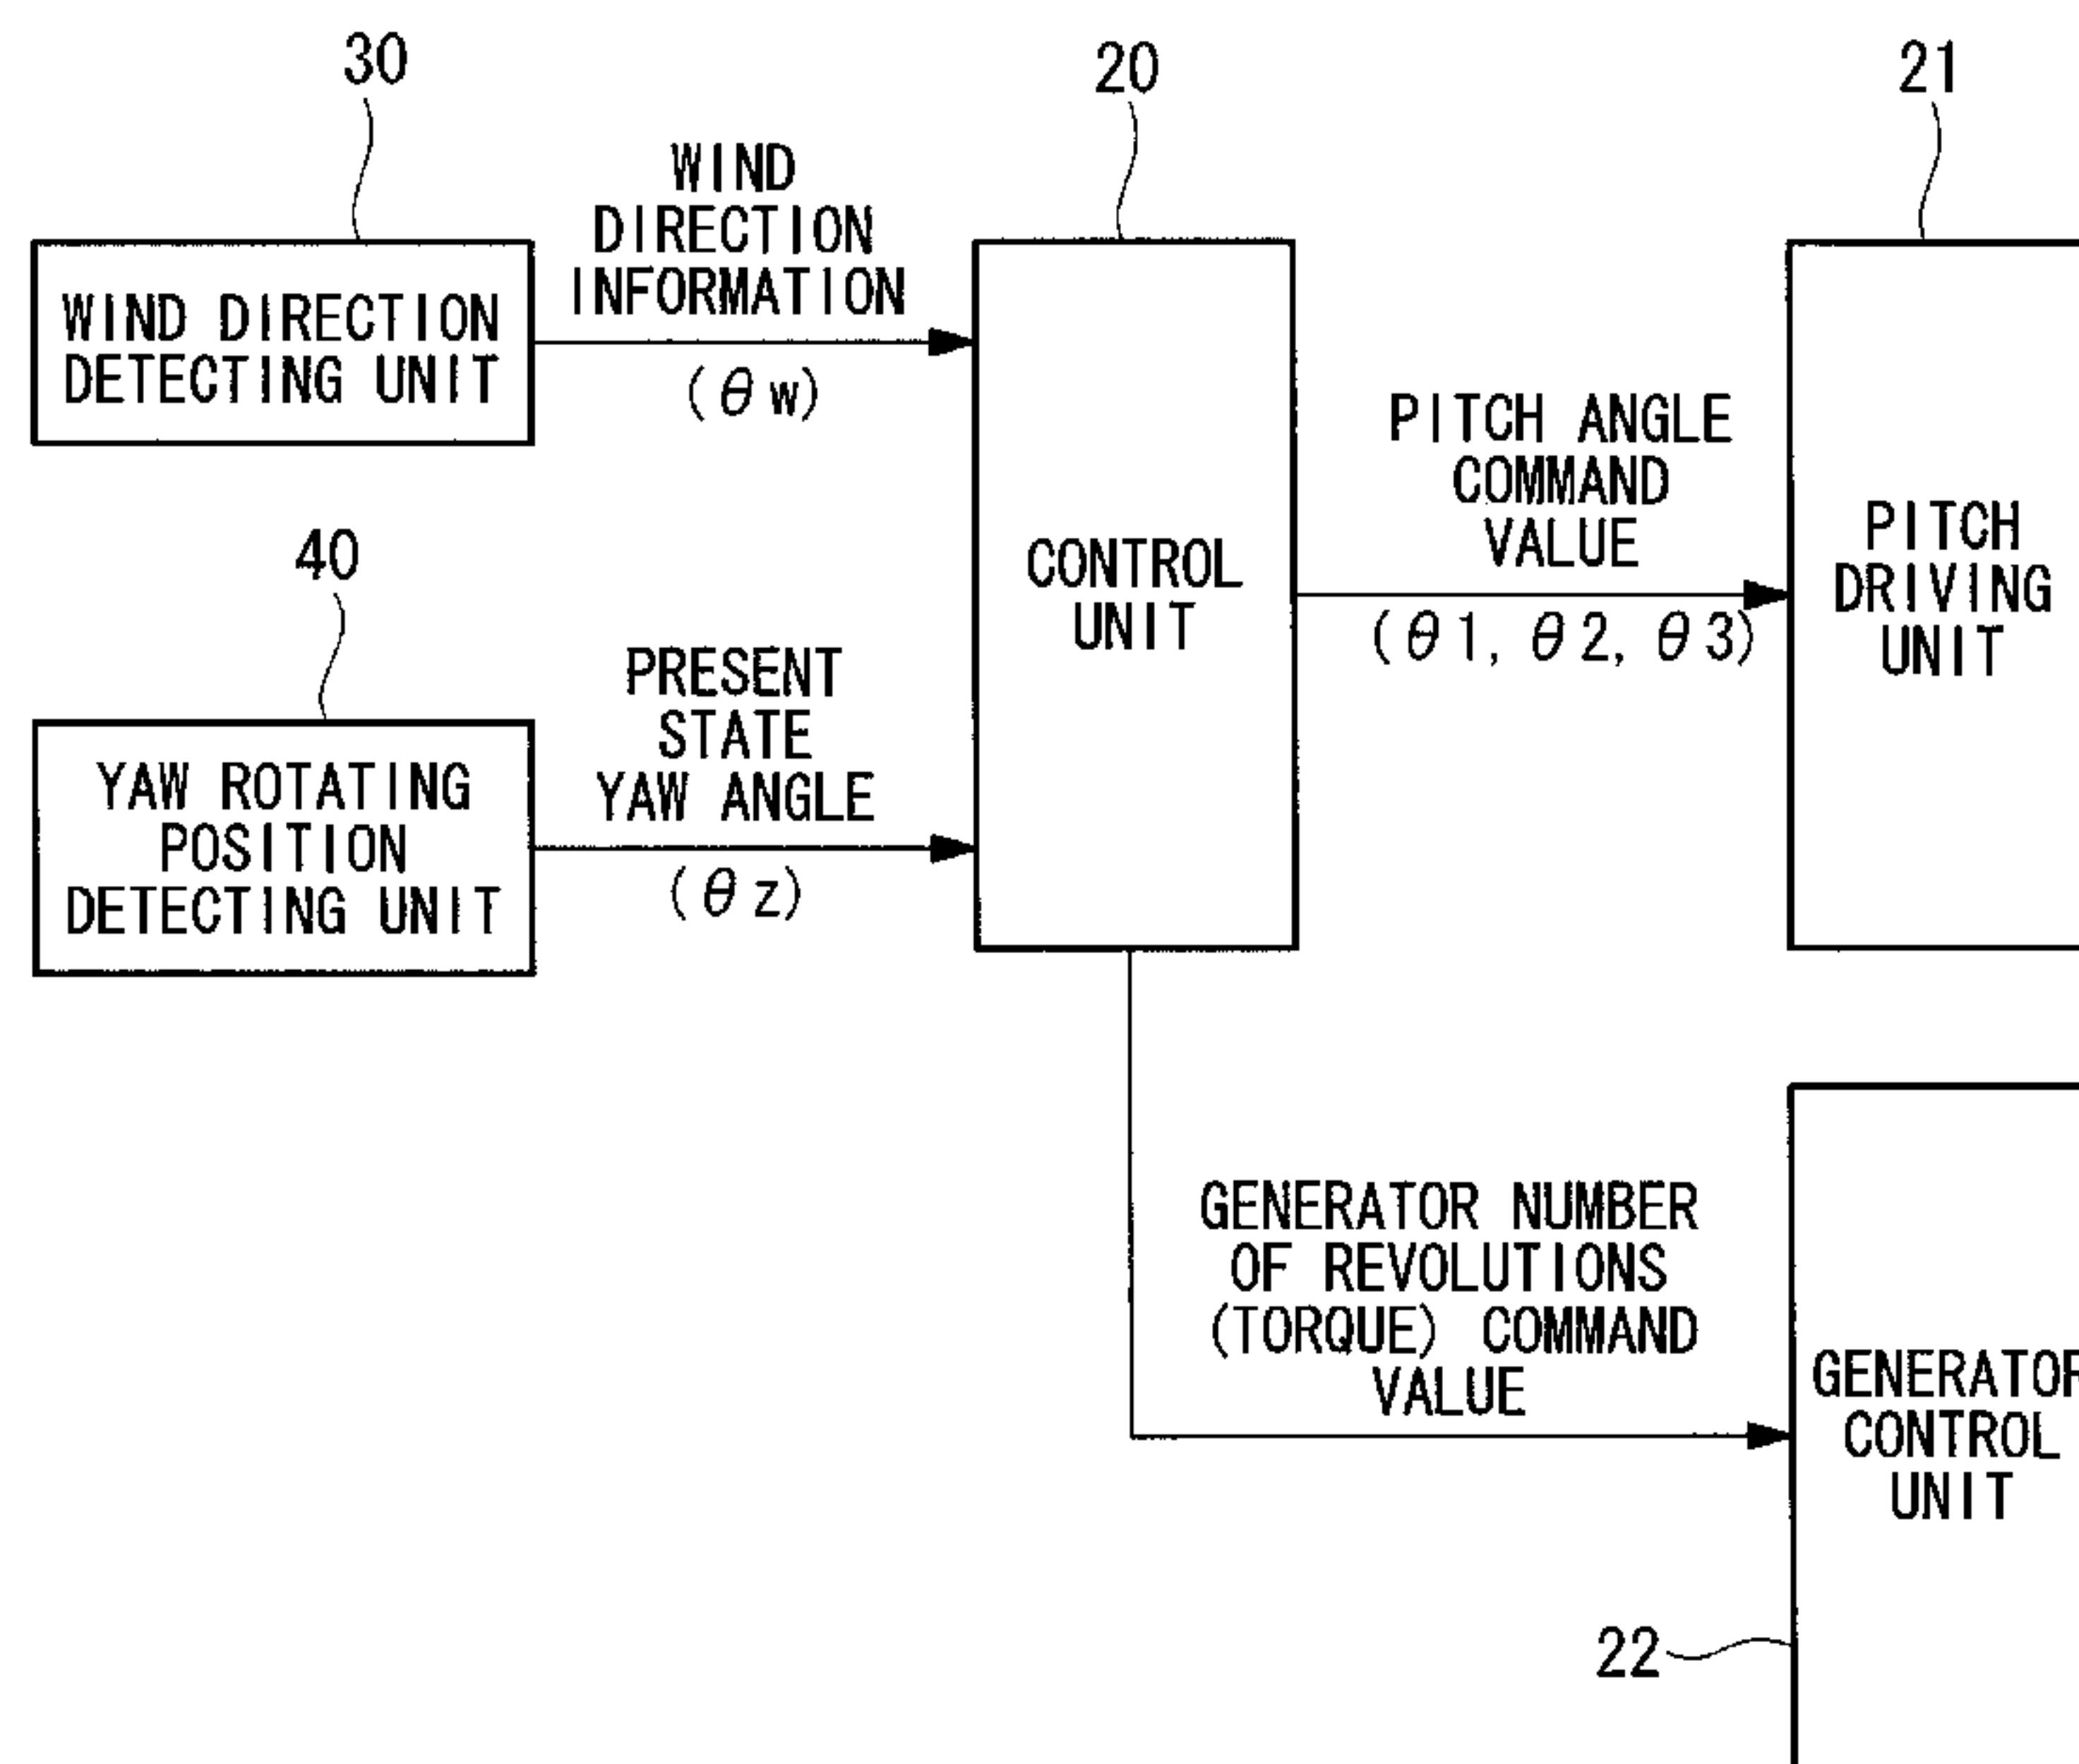 30
20
21
WIND
DIRECTION
INFORMATION
WIND DIRECTION
DETECTING UNIT
(θw)
PITCH ANGLE
COMMAND
VALUE
(θ1, θ2, θ3)
CONTROL
UNIT
PITCH
DRIVING
UNIT
40
PRESENT
STATE
YAW ANGLE
YAW ROTATING
POSITION
DETECTING UNIT
(θz)
GENERATOR NUMBER
OF REVOLUTIONS
(TORQUE) COMMAND
VALUE
GENERATOR
CONTROL
UNIT
22